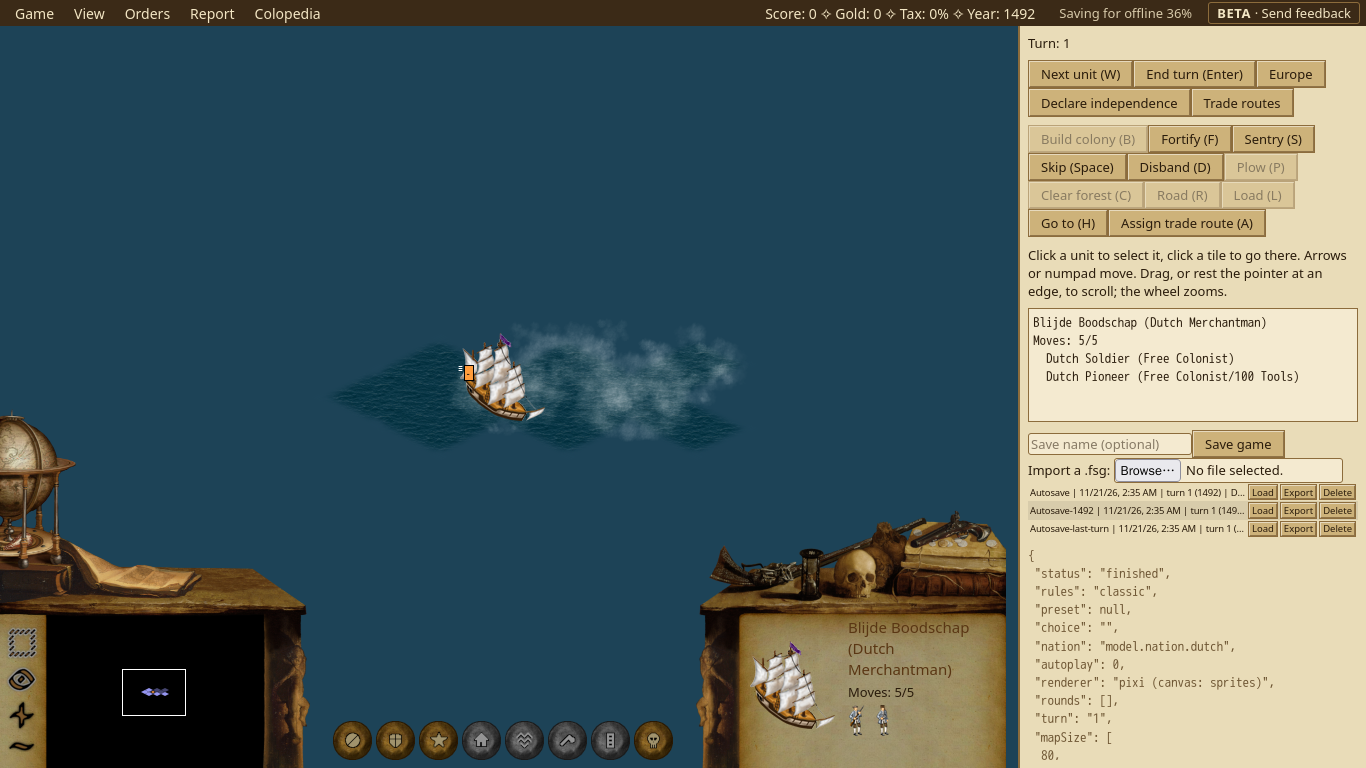 Game View Orders Report Colopedia Score: 0 ✧ Gold: 0 ✧ Tax: 0% ✧ Year: 1492 Saving for offline 36% BETA · Send feedback
Turn: 1
Next unit (W) End turn (Enter) Europe
Declare independence Trade routes
Build colony (B) Fortify (F) Sentry (S)
Skip (Space) Disband (D) Plow (P)
Clear forest (C) Road (R) Load (L)
Go to (H) Assign trade route (A)
Click a unit to select it, click a tile to go there. Arrows
or numpad move. Drag, or rest the pointer at an
edge, to scroll; the wheel zooms.
Blijde Boodschap (Dutch Merchantman)
Moves: 5/5
Dutch Soldier (Free Colonist)
Dutch Pioneer (Free Colonist/100 Tools)
Save name (optional) Save game
Import a .fsg: Browse… No file selected.
Autosave | 11/21/26, 2:35 AM | turn 1 (1492) | D... Load Export Delete
Autosave-1492 | 11/21/26, 2:35 AM | turn 1 (149... Load Export Delete
Autosave-last-turn | 11/21/26, 2:35 AM | turn 1 (... Load Export Delete
{
"status": "finished",
"rules": "classic",
"preset": null,
"choice": "",
"nation": "model.nation.dutch",
"autoplay": 0,
"renderer": "pixi (canvas: sprites)",
"rounds": [],
"turn": "1",
"mapSize": [
80,
Blijde Boodschap
(Dutch
Merchantman)
Moves: 5/5